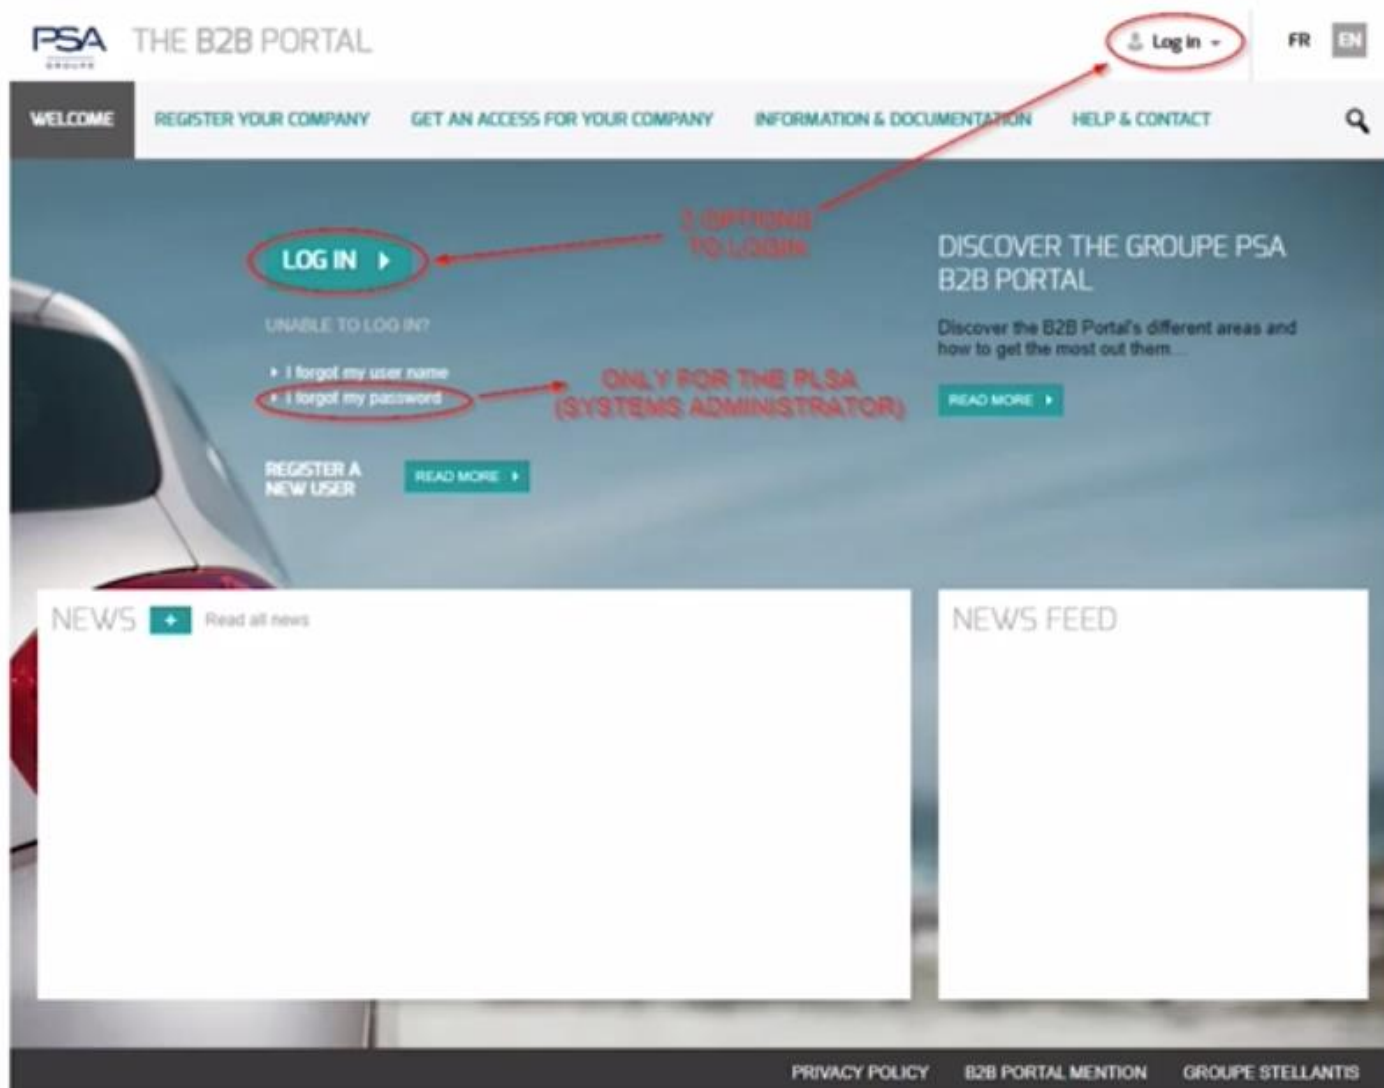 PSA THE B2B PORTAL
GROUPE
Log in
FR EN
WELCOME REGISTER YOUR COMPANY GET AN ACCESS FOR YOUR COMPANY INFORMATION & DOCUMENTATION HELP & CONTACT
OPTIONS
TO LOGIN
LOG IN
UNABLE TO LOG IN?
I forgot my user name
I forgot my password
ONLY FOR THE PLSA
(SYSTEMS ADMINISTRATOR)
REGISTER A
NEW USER
READ MORE
DISCOVER THE GROUPE PSA
B2B PORTAL
Discover the B2B Portal's different areas and
how to get the most out them...
READ MORE
NEWS + Read all news
NEWS FEED
PRIVACY POLICY B2B PORTAL MENTION GROUPE STELLANTIS